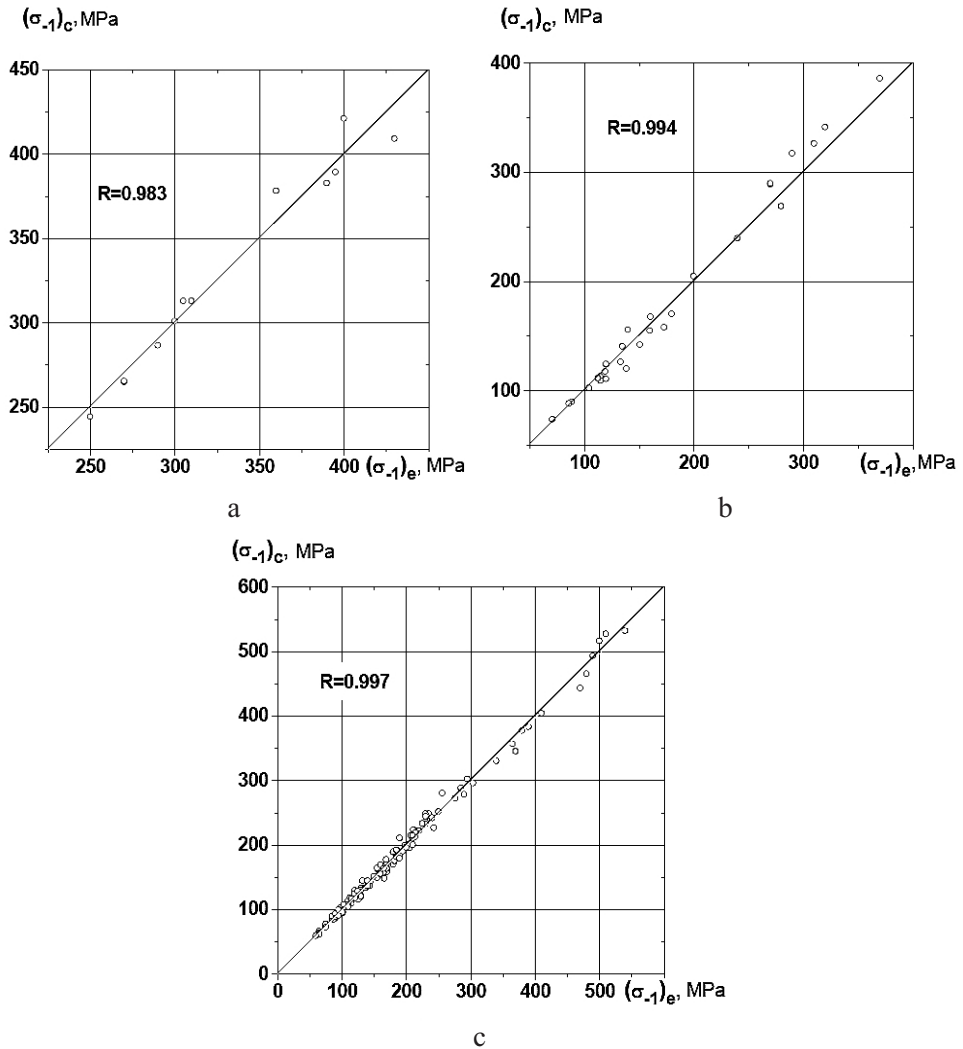 (σ-1)c, MPa
450
400
350
300
250
R=0.983
250 300 350 400 (σ-1)e, MPa
a
(σ-1)c, MPa
400
300
200
100
R=0.994
100 200 300 (σ-1)e, MPa
b
(σ-1)c, MPa
600
500
400
300
200
100
0
R=0.997
0 100 200 300 400 500 (σ-1)e, MPa
c